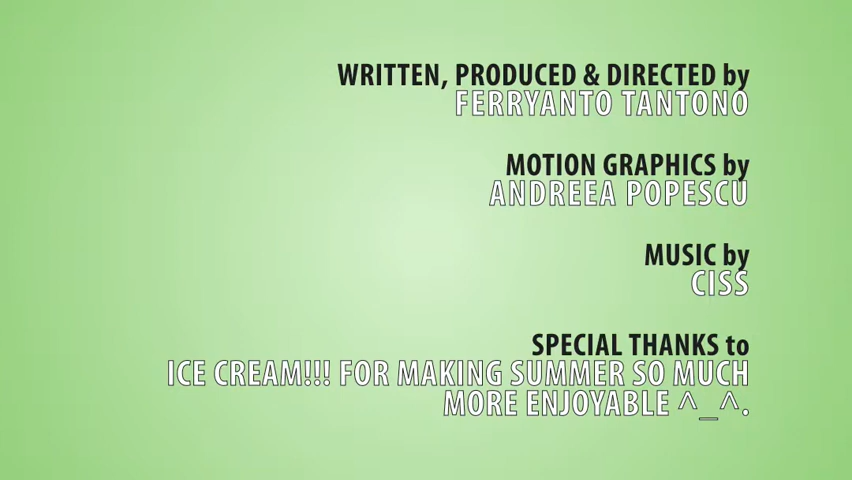 WRITTEN, PRODUCED & DIRECTED by
FERRYANTO TANTONO
MOTION GRAPHICS by
ANDREEA POPESCU
MUSIC by
CISS
SPECIAL THANKS to
ICE CREAM!!! FOR MAKING SUMMER SO MUCH
MORE ENJOYABLE ^_^.